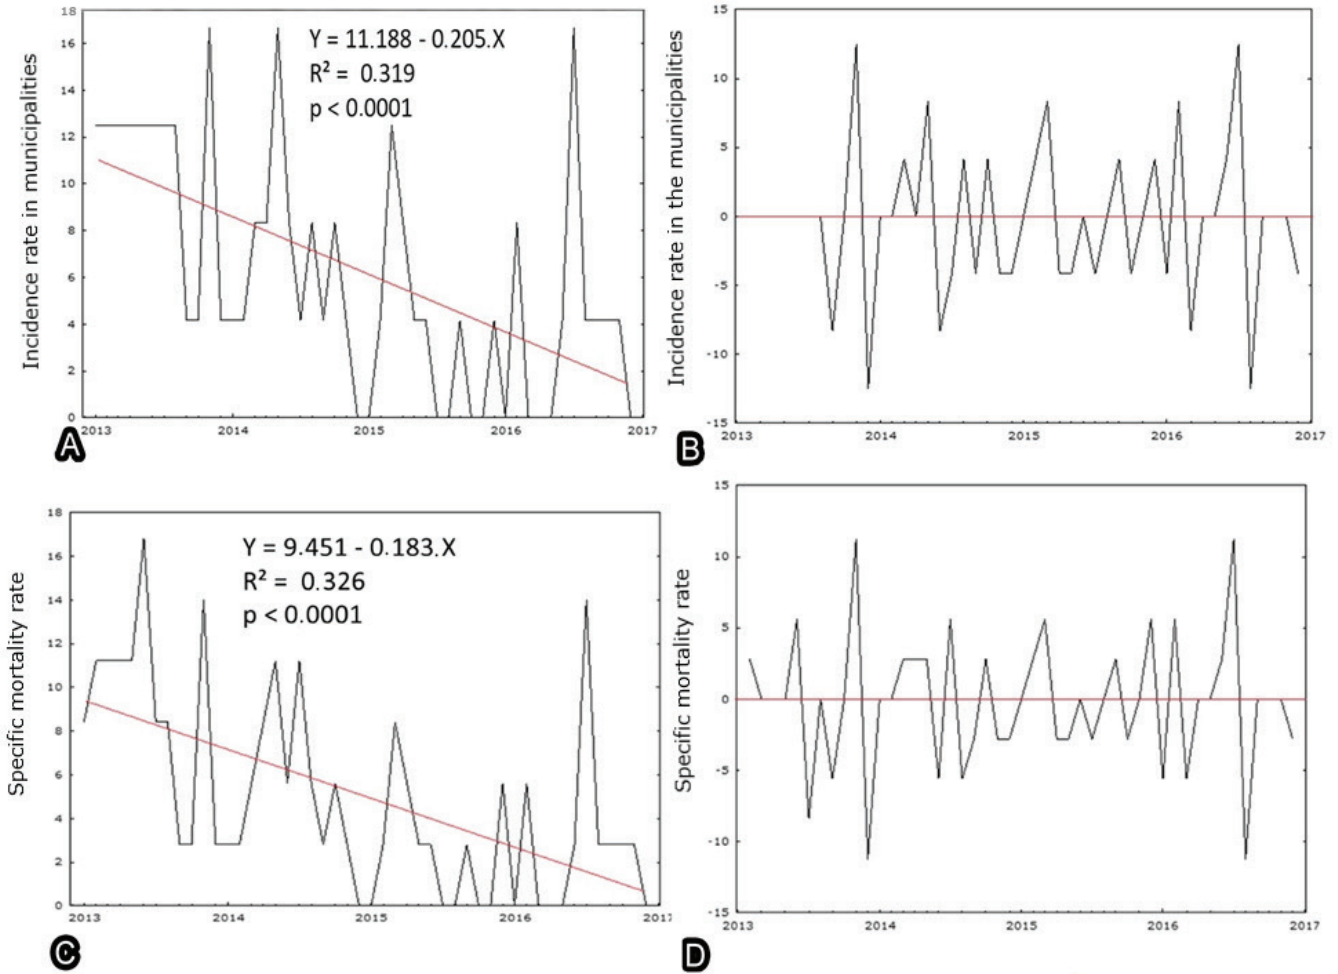 Incidence rate in municipalities
18
16
14
12
10
8
6
4
2
0
Y = 11.188 - 0.205.X
R² = 0.319
p < 0.0001
2013 2014 2015 2016 2017
A
Incidence rate in the municipalities
15
10
5
0
-5
-10
-15
2013 2014 2015 2016 2017
B
Specific mortality rate
18
16
14
12
10
8
6
4
2
0
Y = 9.451 - 0.183.X
R² = 0.326
p < 0.0001
2013 2014 2015 2016 201
C
Specific mortality rate
15
10
5
0
-5
-10
-15
2013 2014 2015 2016 2017
D